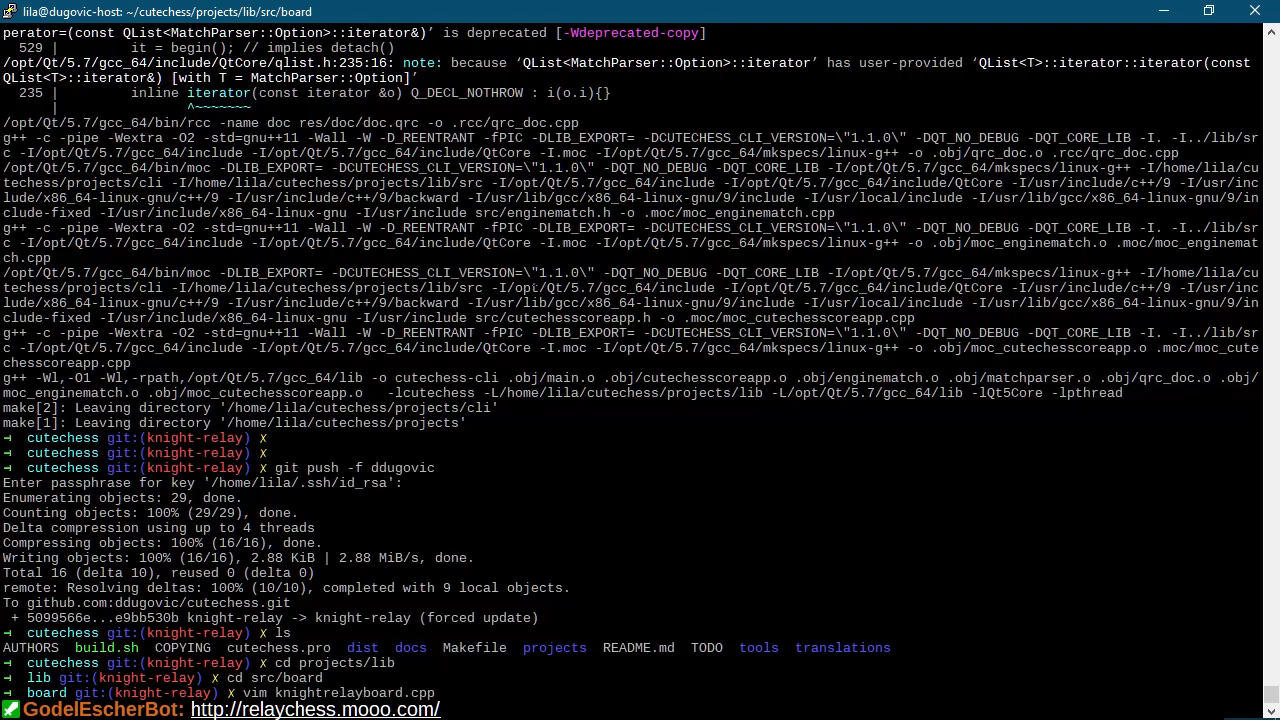 lila@dugovic-host: ~/cutechess/projects/lib/src/board
perator=(const QList<MatchParser::Option>::iterator&)’ is deprecated [-Wdeprecated-copy]
  529 |         it = begin(); // implies detach()
/opt/Qt/5.7/gcc_64/include/QtCore/qlist.h:235:16: note: because ‘QList<MatchParser::Option>::iterator’ has user-provided ‘QList<T>::iterator::iterator(const
QList<T>::iterator&) [with T = MatchParser::Option]’
  235 |         inline iterator(const iterator &o) Q_DECL_NOTHROW : i(o.i){}
      |                ^~~~~~~~
/opt/Qt/5.7/gcc_64/bin/rcc -name doc res/doc/doc.qrc -o .rcc/qrc_doc.cpp
g++ -c -pipe -Wextra -O2 -std=gnu++11 -Wall -W -D_REENTRANT -fPIC -DLIB_EXPORT= -DCUTECHESS_CLI_VERSION=\"1.1.0\" -DQT_NO_DEBUG -DQT_CORE_LIB -I. -I../lib/sr
c -I/opt/Qt/5.7/gcc_64/include -I/opt/Qt/5.7/gcc_64/include/QtCore -I.moc -I/opt/Qt/5.7/gcc_64/mkspecs/linux-g++ -o .obj/qrc_doc.o .rcc/qrc_doc.cpp
/opt/Qt/5.7/gcc_64/bin/moc -DLIB_EXPORT= -DCUTECHESS_CLI_VERSION=\"1.1.0\" -DQT_NO_DEBUG -DQT_CORE_LIB -I/opt/Qt/5.7/gcc_64/mkspecs/linux-g++ -I/home/lila/cu
techess/projects/cli -I/home/lila/cutechess/projects/lib/src -I/opt/Qt/5.7/gcc_64/include -I/opt/Qt/5.7/gcc_64/include/QtCore -I/usr/include/c++/9 -I/usr/inc
lude/x86_64-linux-gnu/c++/9 -I/usr/include/c++/9/backward -I/usr/lib/gcc/x86_64-linux-gnu/9/include -I/usr/local/include -I/usr/lib/gcc/x86_64-linux-gnu/9/in
clude-fixed -I/usr/include/x86_64-linux-gnu -I/usr/include src/enginematch.h -o .moc/moc_enginematch.cpp
g++ -c -pipe -Wextra -O2 -std=gnu++11 -Wall -W -D_REENTRANT -fPIC -DLIB_EXPORT= -DCUTECHESS_CLI_VERSION=\"1.1.0\" -DQT_NO_DEBUG -DQT_CORE_LIB -I. -I../lib/sr
c -I/opt/Qt/5.7/gcc_64/include -I/opt/Qt/5.7/gcc_64/include/QtCore -I.moc -I/opt/Qt/5.7/gcc_64/mkspecs/linux-g++ -o .obj/moc_enginematch.o .moc/moc_enginemat
ch.cpp
/opt/Qt/5.7/gcc_64/bin/moc -DLIB_EXPORT= -DCUTECHESS_CLI_VERSION=\"1.1.0\" -DQT_NO_DEBUG -DQT_CORE_LIB -I/opt/Qt/5.7/gcc_64/mkspecs/linux-g++ -I/home/lila/cu
techess/projects/cli -I/home/lila/cutechess/projects/lib/src -I/opt/Qt/5.7/gcc_64/include -I/opt/Qt/5.7/gcc_64/include/QtCore -I/usr/include/c++/9 -I/usr/inc
lude/x86_64-linux-gnu/c++/9 -I/usr/include/c++/9/backward -I/usr/lib/gcc/x86_64-linux-gnu/9/include -I/usr/local/include -I/usr/lib/gcc/x86_64-linux-gnu/9/in
clude-fixed -I/usr/include/x86_64-linux-gnu -I/usr/include src/cutechesscoreapp.h -o .moc/moc_cutechesscoreapp.cpp
g++ -c -pipe -Wextra -O2 -std=gnu++11 -Wall -W -D_REENTRANT -fPIC -DLIB_EXPORT= -DCUTECHESS_CLI_VERSION=\"1.1.0\" -DQT_NO_DEBUG -DQT_CORE_LIB -I. -I../lib/sr
c -I/opt/Qt/5.7/gcc_64/include -I/opt/Qt/5.7/gcc_64/include/QtCore -I.moc -I/opt/Qt/5.7/gcc_64/mkspecs/linux-g++ -o .obj/moc_cutechesscoreapp.o .moc/moc_cute
chesscoreapp.cpp
g++ -Wl,-O1 -Wl,-rpath,/opt/Qt/5.7/gcc_64/lib -o cutechess-cli .obj/main.o .obj/cutechesscoreapp.o .obj/enginematch.o .obj/matchparser.o .obj/qrc_doc.o .obj/
moc_enginematch.o .obj/moc_cutechesscoreapp.o   -lcutechess -L/home/lila/cutechess/projects/lib -L/opt/Qt/5.7/gcc_64/lib -lQt5Core -lpthread
make[2]: Leaving directory '/home/lila/cutechess/projects/cli'
make[1]: Leaving directory '/home/lila/cutechess/projects'
⊣  cutechess git:(knight-relay) ✗
⊣  cutechess git:(knight-relay) ✗
⊣  cutechess git:(knight-relay) ✗ git push -f ddugovic
Enter passphrase for key '/home/lila/.ssh/id_rsa':
Enumerating objects: 29, done.
Counting objects: 100% (29/29), done.
Delta compression using up to 4 threads
Compressing objects: 100% (16/16), done.
Writing objects: 100% (16/16), 2.88 KiB | 2.88 MiB/s, done.
Total 16 (delta 10), reused 0 (delta 0)
remote: Resolving deltas: 100% (10/10), completed with 9 local objects.
To github.com:ddugovic/cutechess.git
 + 5099566e...e9bb530b knight-relay -> knight-relay (forced update)
⊣  cutechess git:(knight-relay) ✗ ls
AUTHORS  build.sh  COPYING  cutechess.pro  dist  docs  Makefile  projects  README.md  TODO  tools  translations
⊣  cutechess git:(knight-relay) ✗ cd projects/lib
⊣  lib git:(knight-relay) ✗ cd src/board
⊣  board git:(knight-relay) ✗ vim knightrelayboard.cpp
GodelEscherBot: http://relaychess.mooo.com/